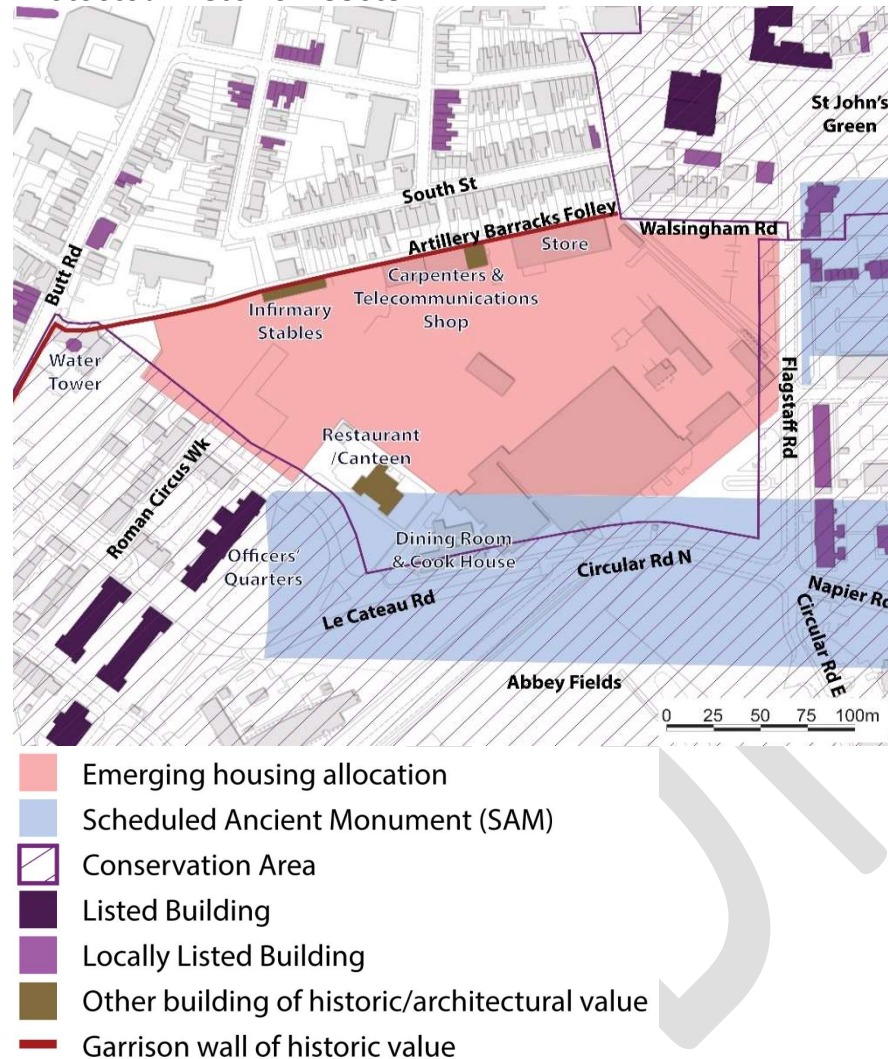 St John's
Green
South St
Artillery Barracks Folley
Walsingham Rd
Store
Butt Rd
Carpenters &
Telecommunications
Shop
Infirmary
Stables
Water
Tower
Flagstaff Rd
Restaurant
/Canteen
Roman Circus Wk
Officers'
Quarters
Dining Room
& Cook House
Circular Rd N
Napier Rd
Le Cateau Rd
Circular Rd E
Abbey Fields
0 25 50 75 100m
Emerging housing allocation
Scheduled Ancient Monument (SAM)
Conservation Area
Listed Building
Locally Listed Building
Other building of historic/architectural value
Garrison wall of historic value